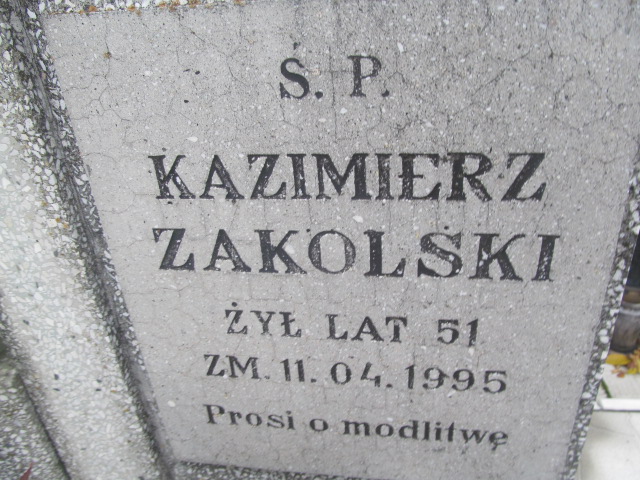 Ś. P.
KAZIMIERZ
ZAKOLSKI
ŻYŁ LAT 51
ZM. 11.04.1995
Prosi o modlitwę